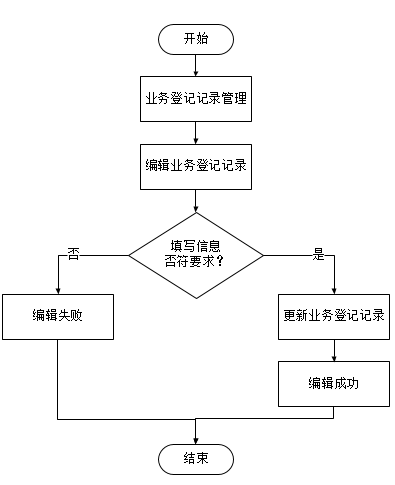 开始
业务登记记录管理
编辑业务登记记录
填写信息
否符要求?
否
是
编辑失败
更新业务登记记录
编辑成功
结束